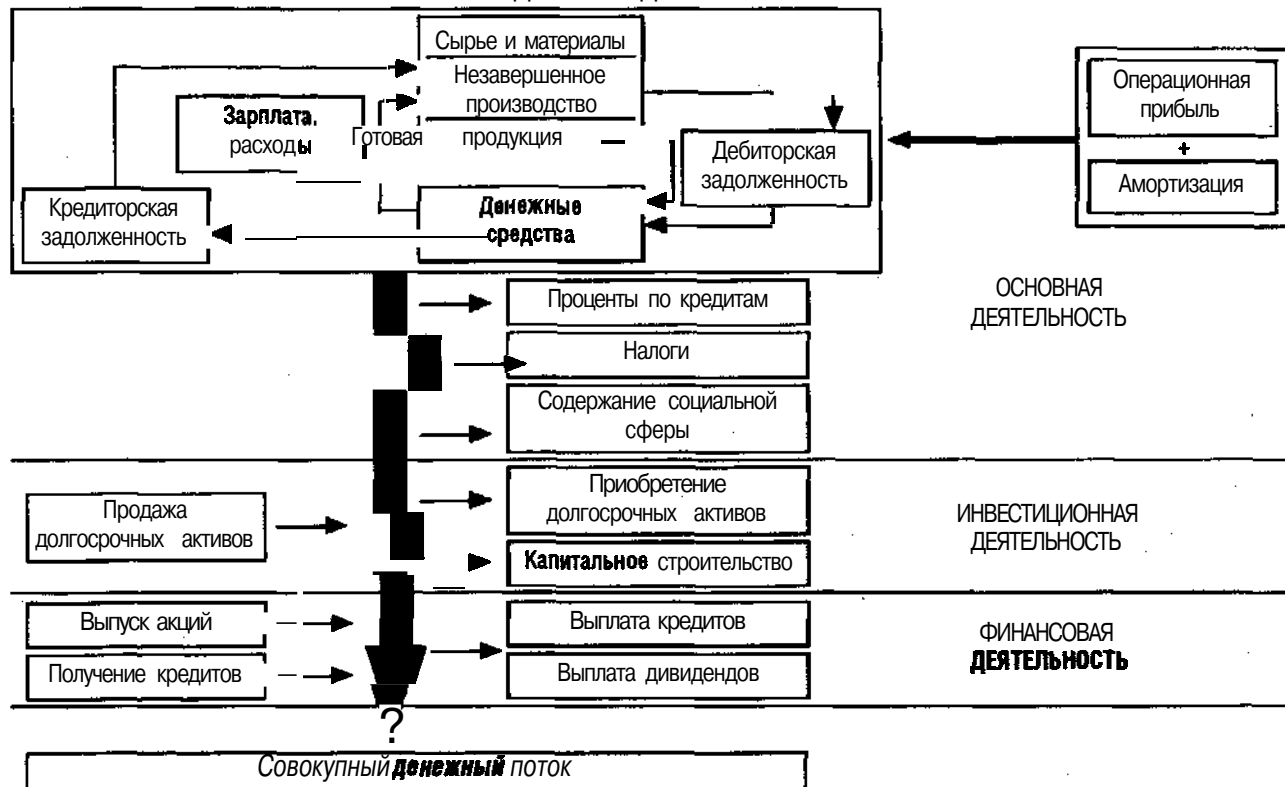 Сырье и материалы
Незавершенное
производство
Готовая продукция
Зарплата,
расходы
Кредиторская
задолженность
Денежные
средства
Дебиторская
задолженность
Операционная
прибыль
+
Амортизация
Проценты по кредитам
Налоги
Содержание социальной
сферы
ОСНОВНАЯ
ДЕЯТЕЛЬНОСТЬ
Продажа
долгосрочных активов
Приобретение
долгосрочных активов
Капитальное строительство
ИНВЕСТИЦИОННАЯ
ДЕЯТЕЛЬНОСТЬ
Выпуск акций
Получение кредитов
Выплата кредитов
Выплата дивидендов
ФИНАНСОВАЯ
ДЕЯТЕЛЬНОСТЬ
?
Совокупный денежный поток